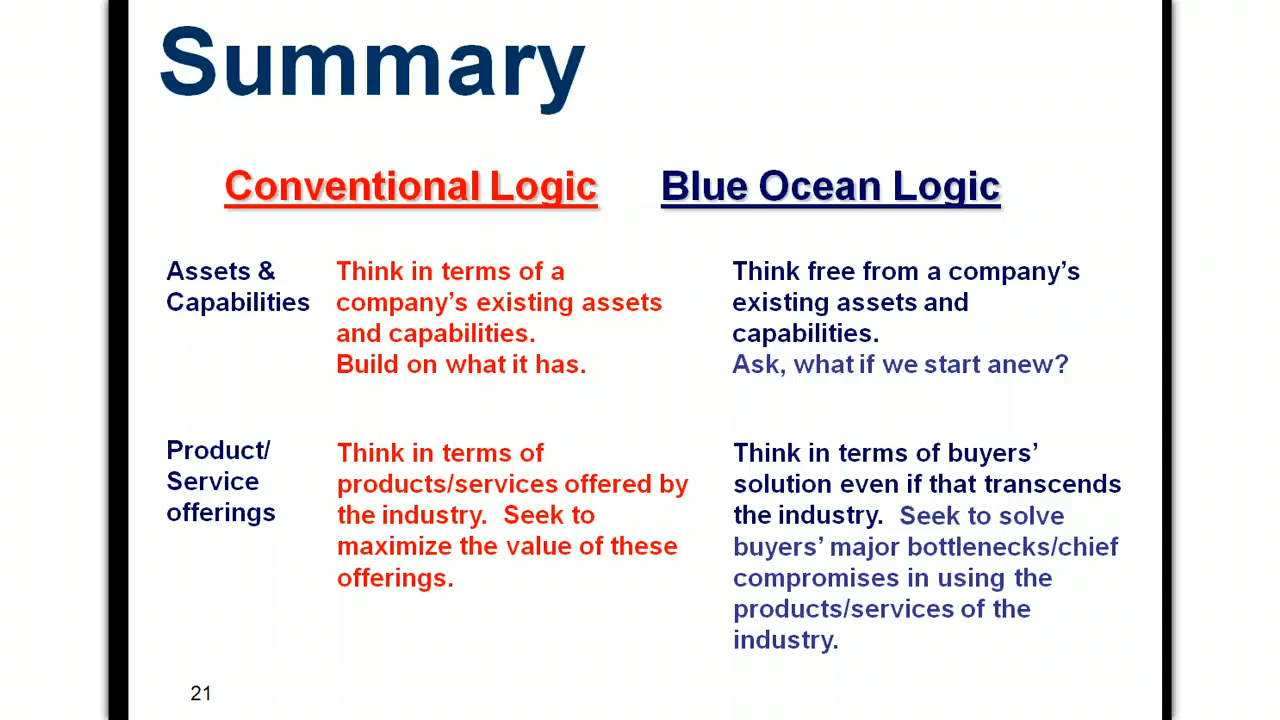 Summary
Conventional Logic
Blue Ocean Logic
Assets &
Capabilities
Think in terms of a
company's existing assets
and capabilities.
Build on what it has.
Think free from a company's
existing assets and
capabilities.
Ask, what if we start anew?
Product/
Service
offerings
Think in terms of
products/services offered by
the industry.  Seek to
maximize the value of these
offerings.
Think in terms of buyers'
solution even if that transcends
the industry.  Seek to solve
buyers' major bottlenecks/chief
compromises in using the
products/services of the
industry.
21